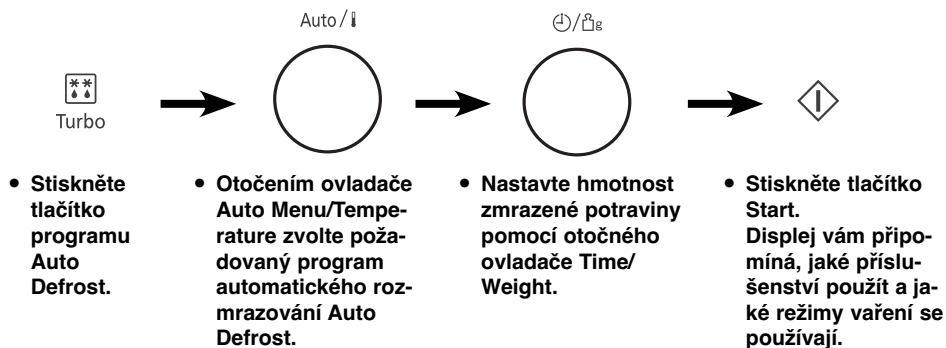 Auto/
/g
Turbo
• Stiskněte
tlačítko
programu
Auto
Defrost.
• Otočením ovladače
Auto Menu/Tempe-
rature zvolte poža-
dovaný program
automatického roz-
mrazování Auto
Defrost.
• Nastavte hmotnost
zmrazené potraviny
pomocí otočného
ovladače Time/
Weight.
• Stiskněte tlačítko
Start.
Displej vám připo-
míná, jaké příslu-
šenství použít a ja-
ké režimy vaření se
používají.